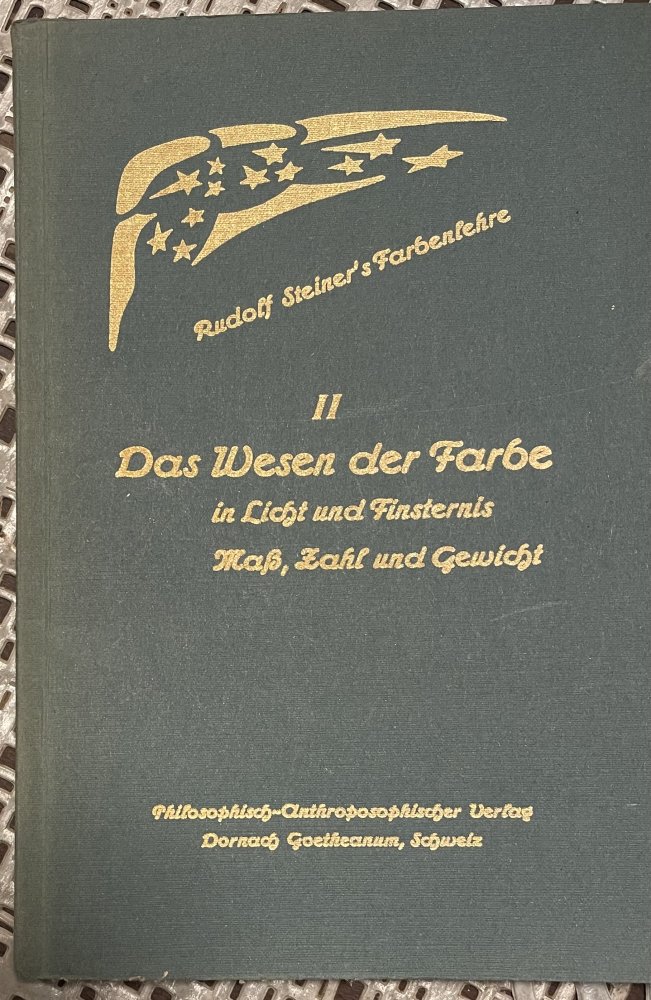 Rudolf Steiner's Farbenlehre
II
Das Wesen der Farbe
in Licht und Finsternis
Maß, Zahl und Gewicht
Philosophisch-Anthroposophischer Verlag
Dornach Goetheanum, Schweiz